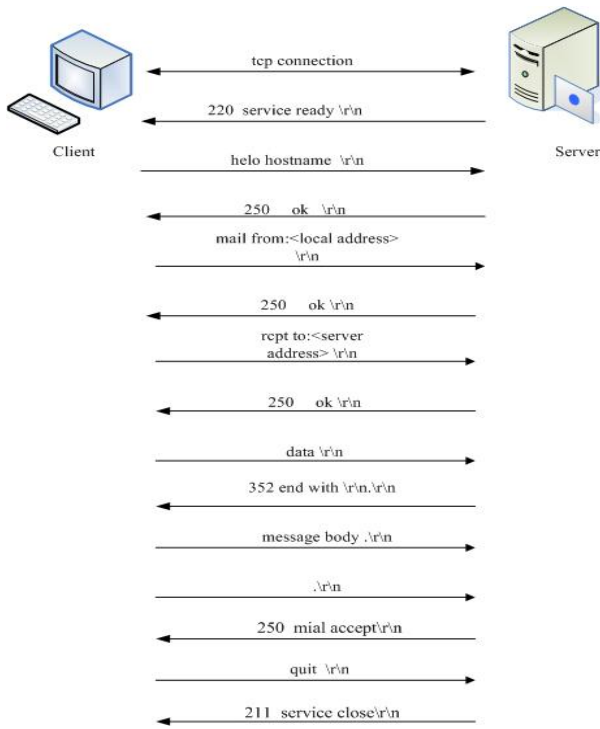 tcp connection
220 service ready \r\n
Client
Server
helo hostname \r\n
250 ok \r\n
mail from:<local address>
\r\n
250 ok \r\n
rcpt to:<server
address> \r\n
250 ok \r\n
data \r\n
352 end with \r\n.\r\n
message body .\r\n
.\r\n
250 mial accept\r\n
quit \r\n
211 service close\r\n